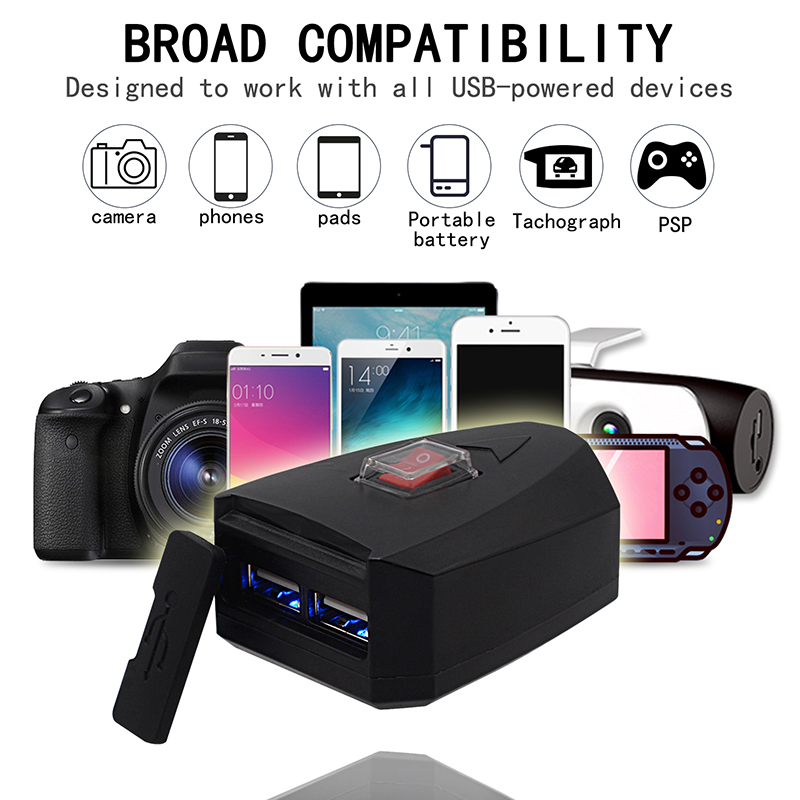 BROAD COMPATIBILITY
Designed to work with all USB-powered devices
camera
phones
pads
Portable
battery
Tachograph
PSP
9:41
01:10
14:00
ZOOM LENS EF-S 18-5